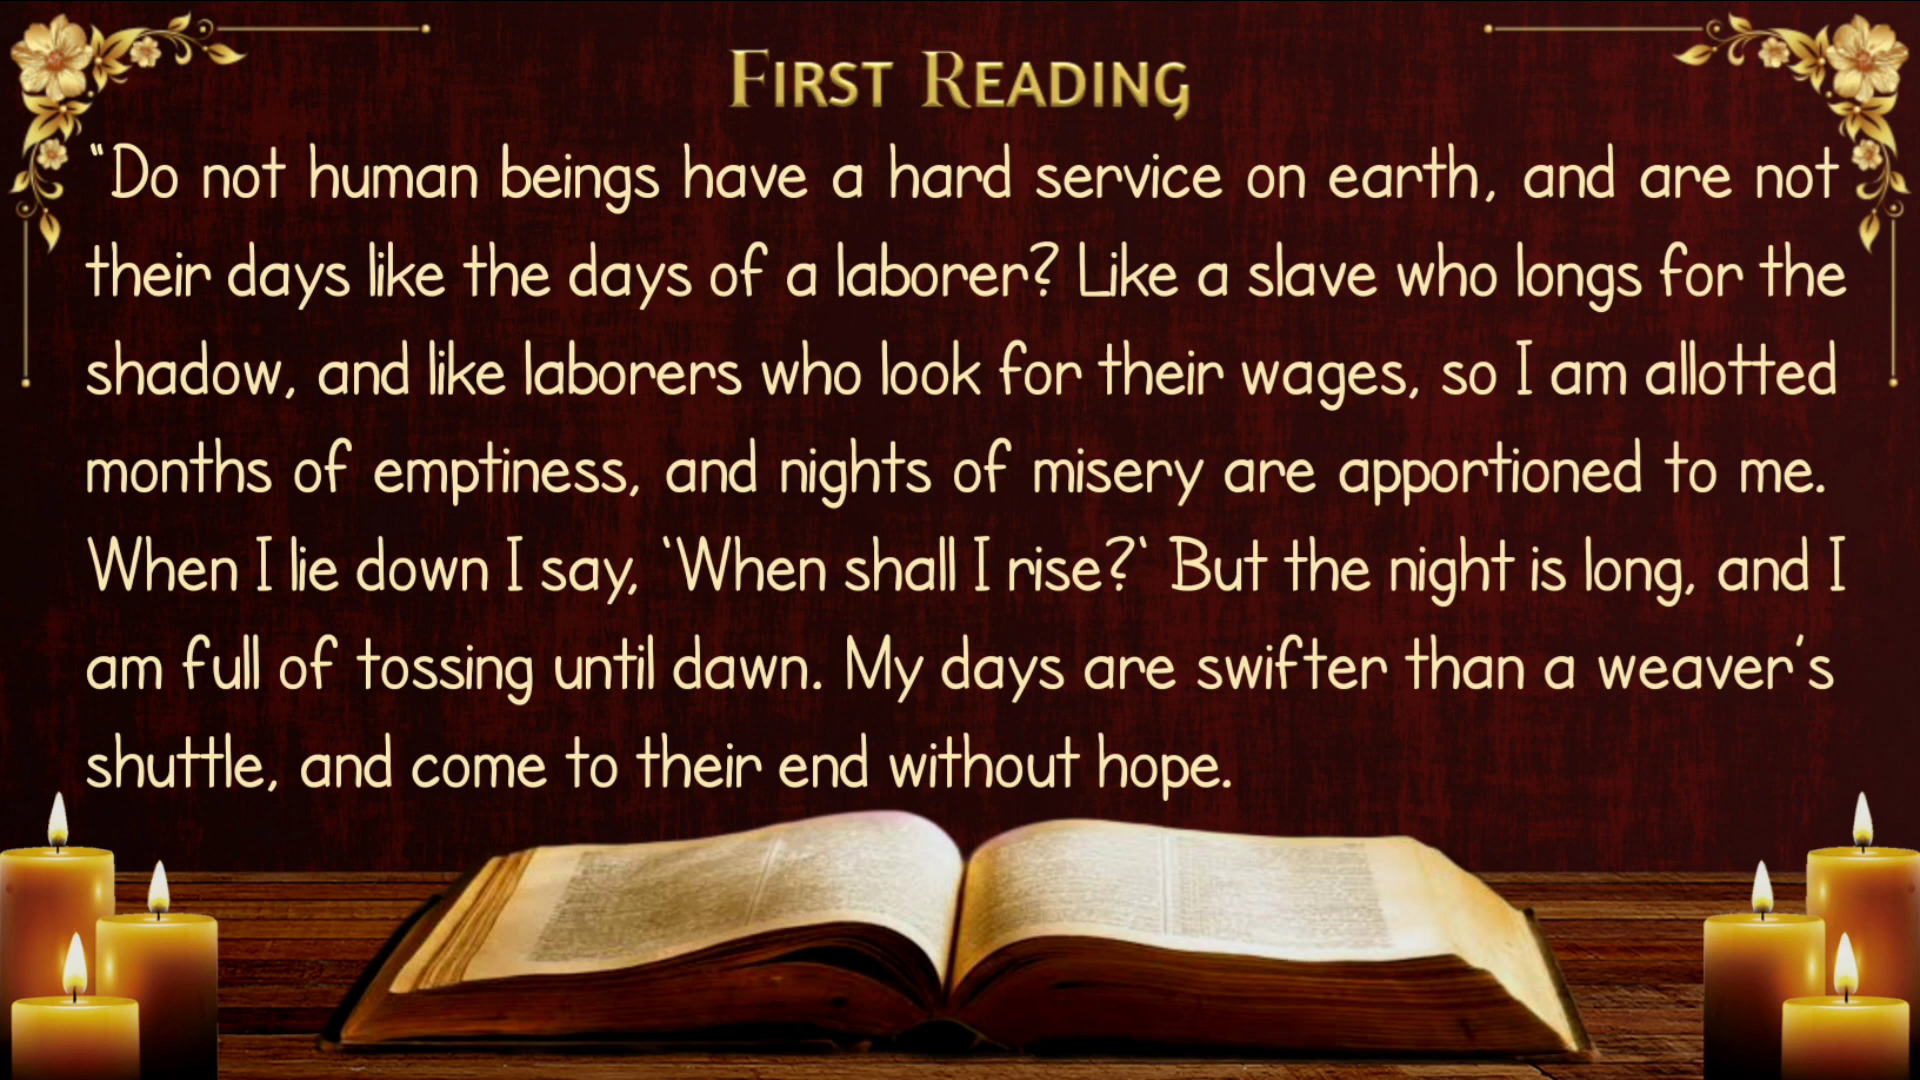 FIRST READING
“Do not human beings have a hard service on earth, and are not
their days like the days of a laborer? Like a slave who longs for the
shadow, and like laborers who look for their wages, so I am allotted
months of emptiness, and nights of misery are apportioned to me.
When I lie down I say, ‘When shall I rise?‘ But the night is long, and I
am full of tossing until dawn. My days are swifter than a weaver’s
shuttle, and come to their end without hope.